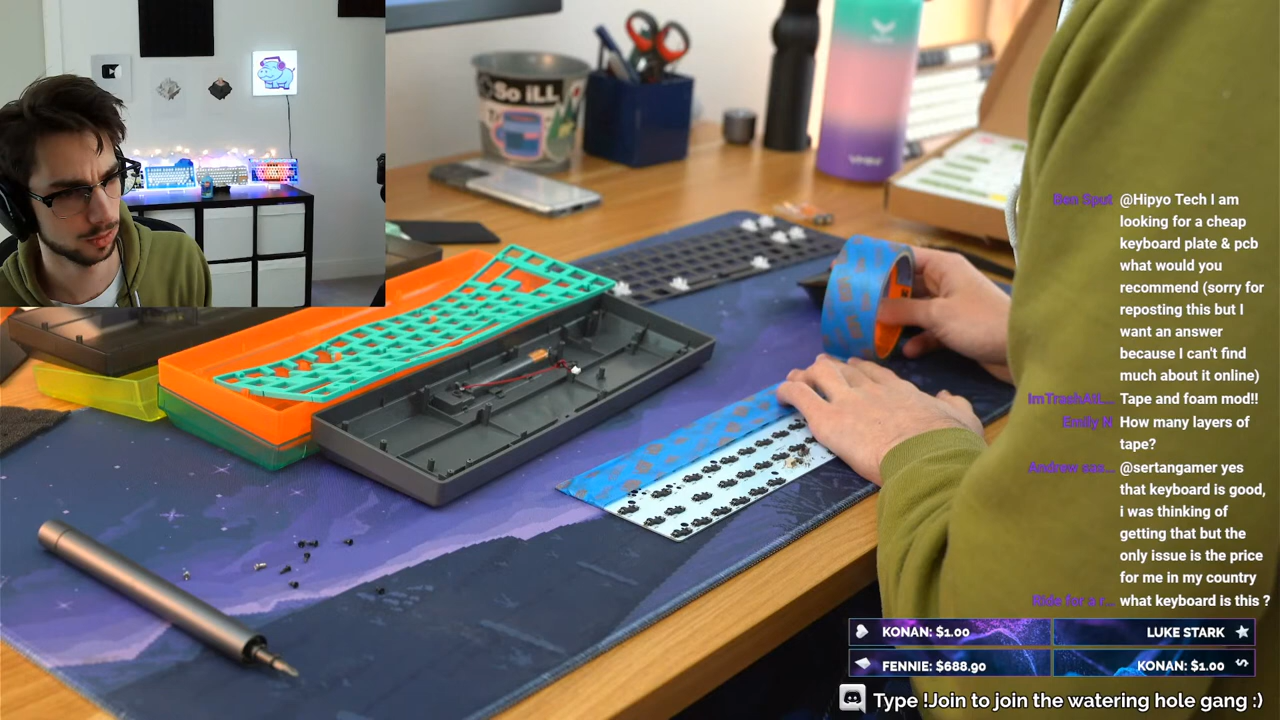 So iLL
Ben Sput @Hipyo Tech I am
looking for a cheap
keyboard plate & pcb
what would you
recommend (sorry for
reposting this but I
want an answer
because I can't find
much about it online)
Tape and foam mod!!
Emily N How many layers of
tape?
@sertangamer yes
that keyboard is good,
i was thinking of
getting that but the
only issue is the price
for me in my country
what keyboard is this ?
KONAN: $1.00
LUKE STARK
FENNIE: $688.90
KONAN: $1.00
Type !Join to join the watering hole gang :)